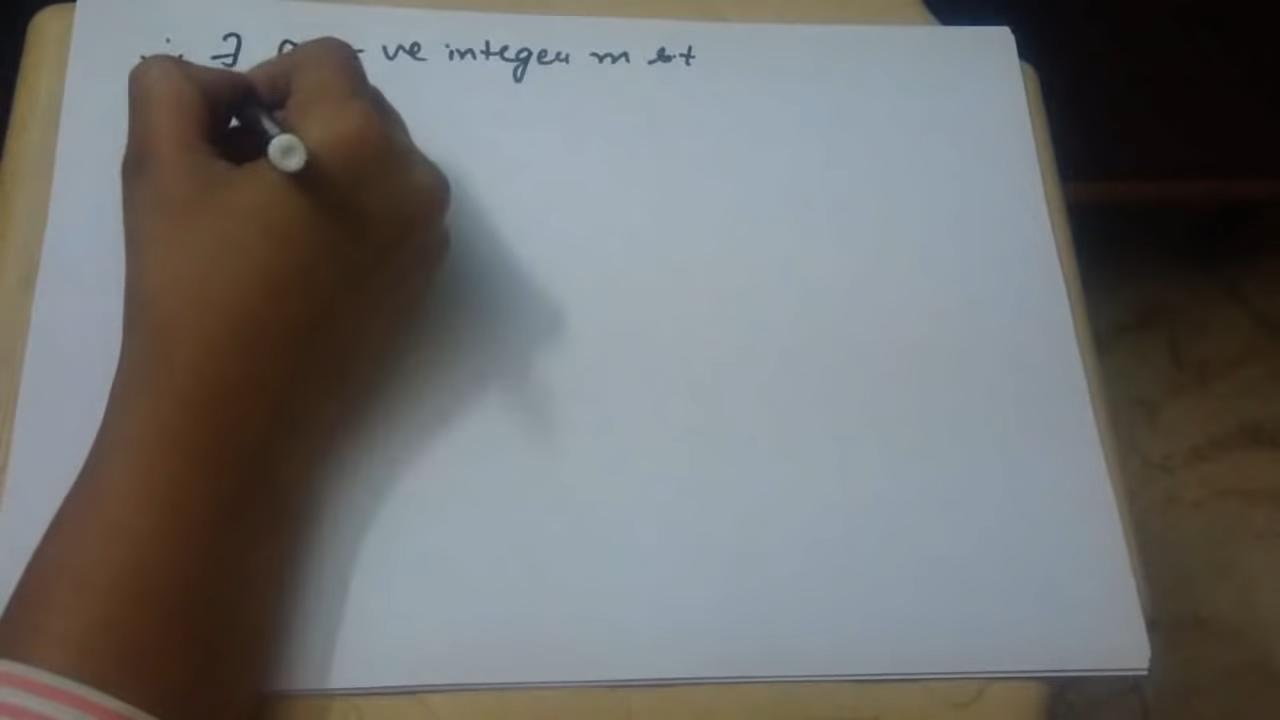 ∃ a +ve integer m st